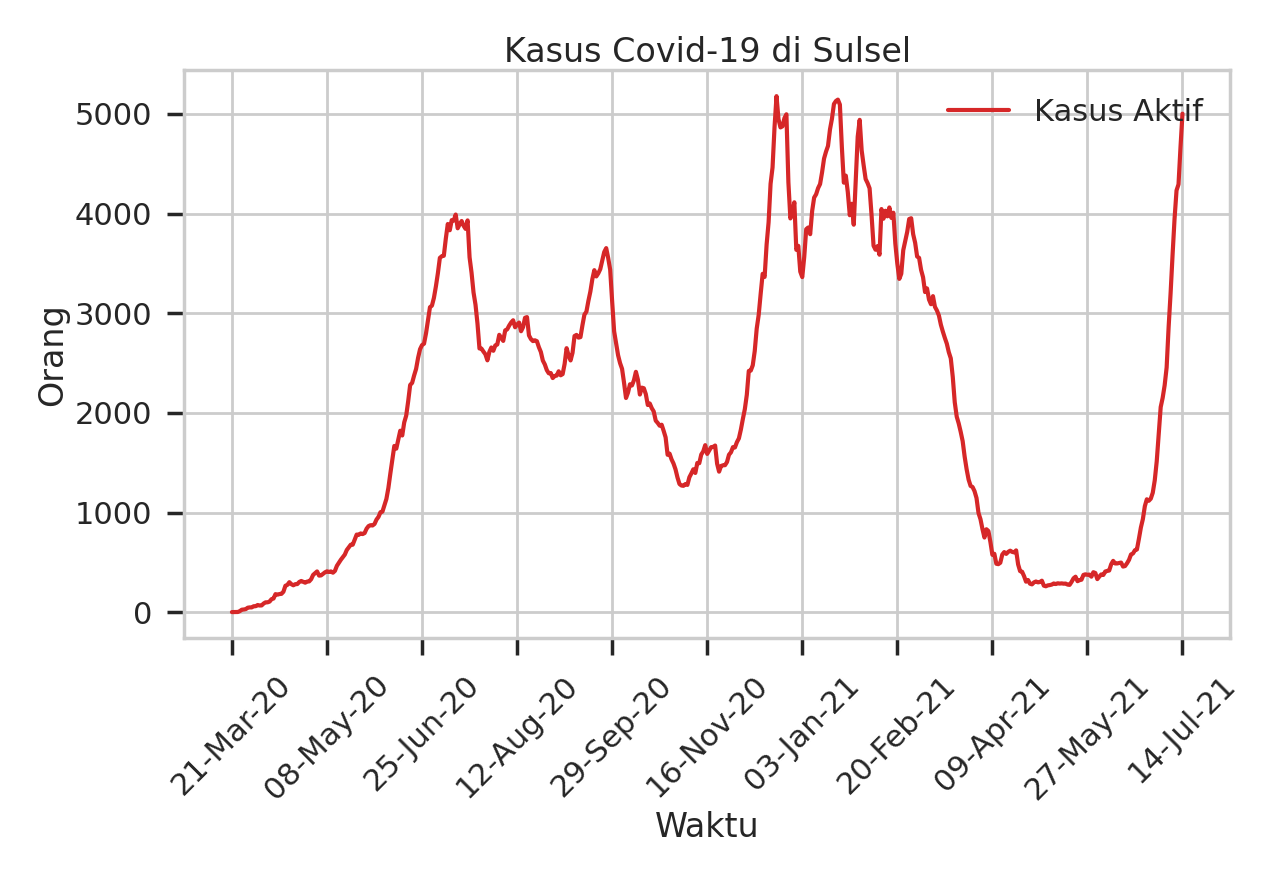 Kasus Covid-19 di Sulsel
Kasus Aktif
5000
4000
3000
2000
1000
0
Orang
21-Mar-20
08-May-20
25-Jun-20
12-Aug-20
29-Sep-20
16-Nov-20
03-Jan-21
20-Feb-21
09-Apr-21
27-May-21
14-Jul-21
Waktu